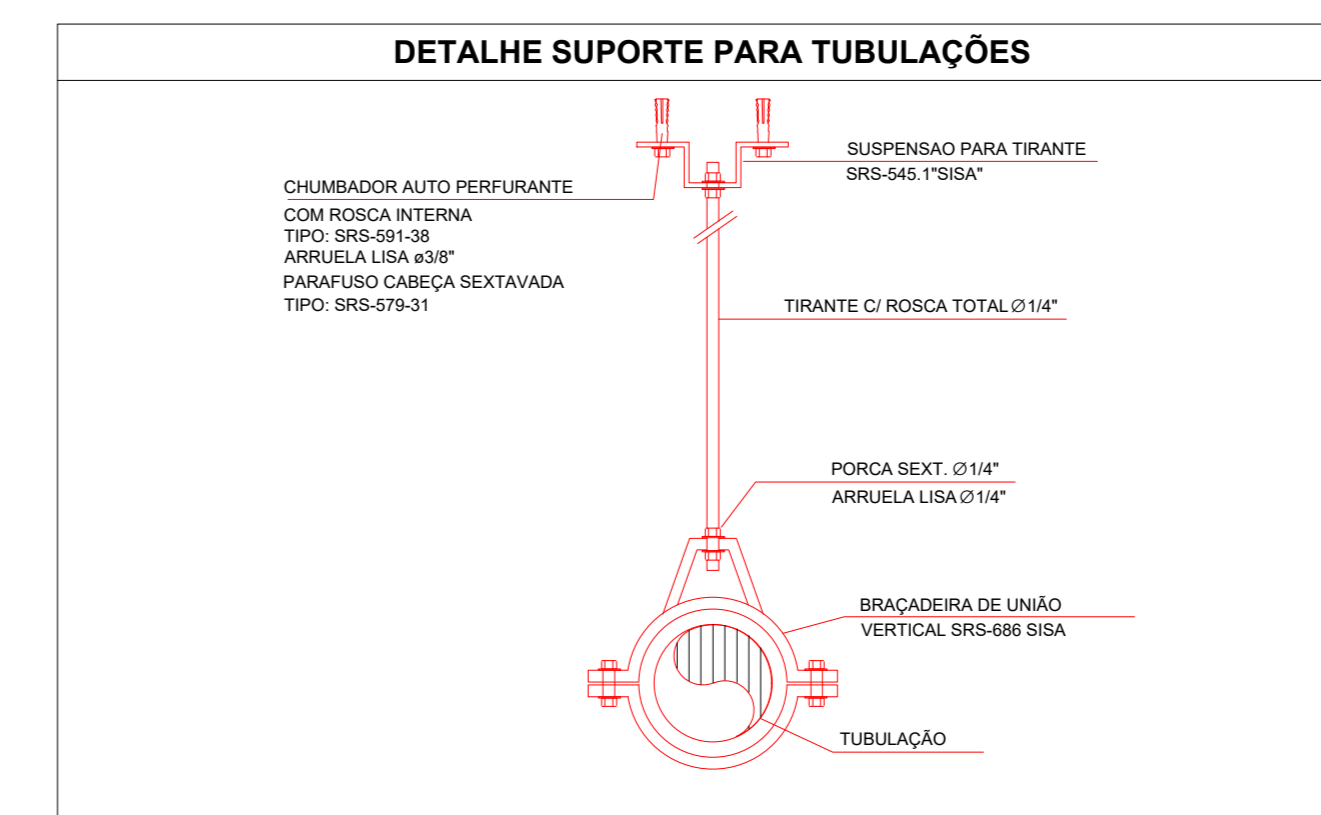 DETALHE SUPORTE PARA TUBULAÇÕES
CHUMBADOR AUTO PERFURANTE
COM ROSCA INTERNA
TIPO: SRS-591-38
ARRUELA LISA ø3/8"
PARAFUSO CABEÇA SEXTAVADA
TIPO: SRS-579-31
SUSPENSAO PARA TIRANTE
SRS-545.1"SISA"
TIRANTE C/ ROSCA TOTAL Ø1/4"
PORCA SEXT. Ø1/4"
ARRUELA LISA Ø1/4"
BRAÇADEIRA DE UNIÃO
VERTICAL SRS-686 SISA
TUBULAÇÃO